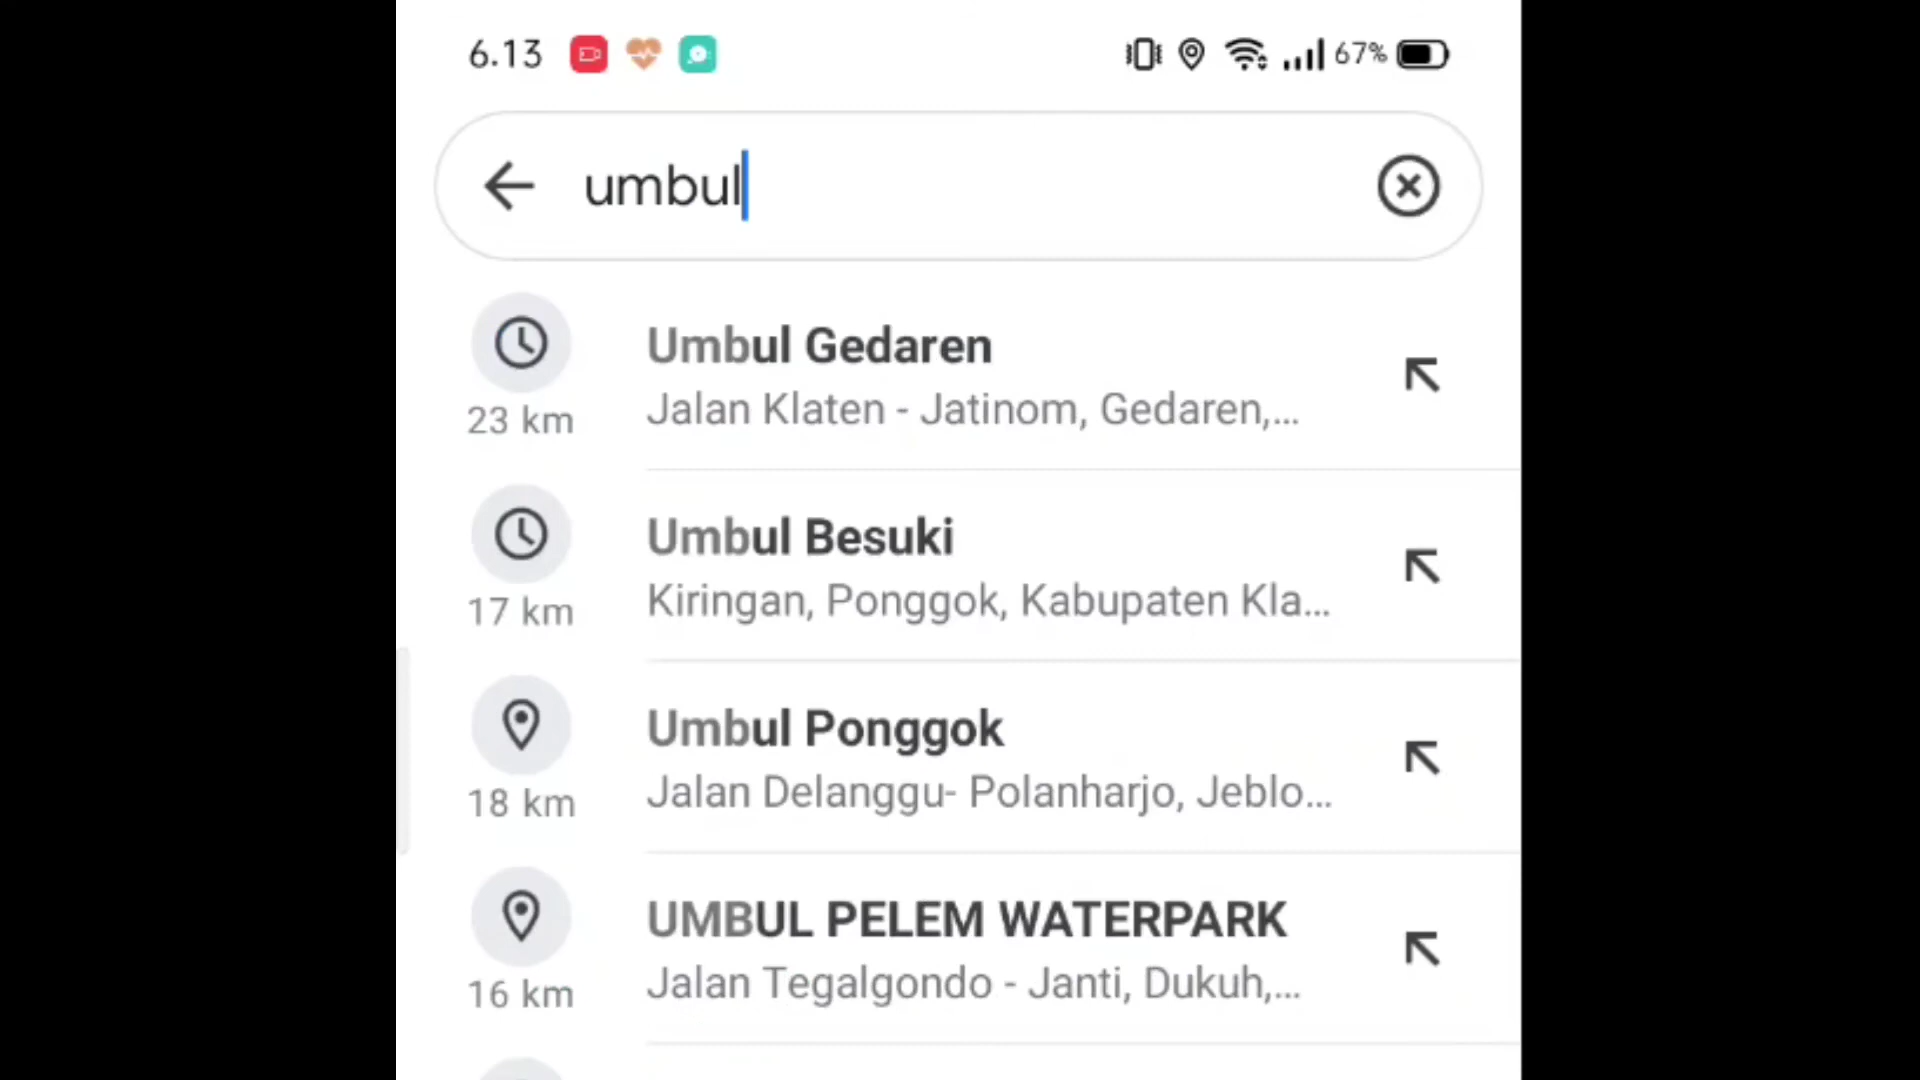 6.13
67%
umbul
Umbul Gedaren
23 km
Jalan Klaten - Jatinom, Gedaren,...
Umbul Besuki
17 km
Kiringan, Ponggok, Kabupaten Kla...
Umbul Ponggok
18 km
Jalan Delanggu- Polanharjo, Jeblo...
UMBUL PELEM WATERPARK
16 km
Jalan Tegalgondo - Janti, Dukuh,...